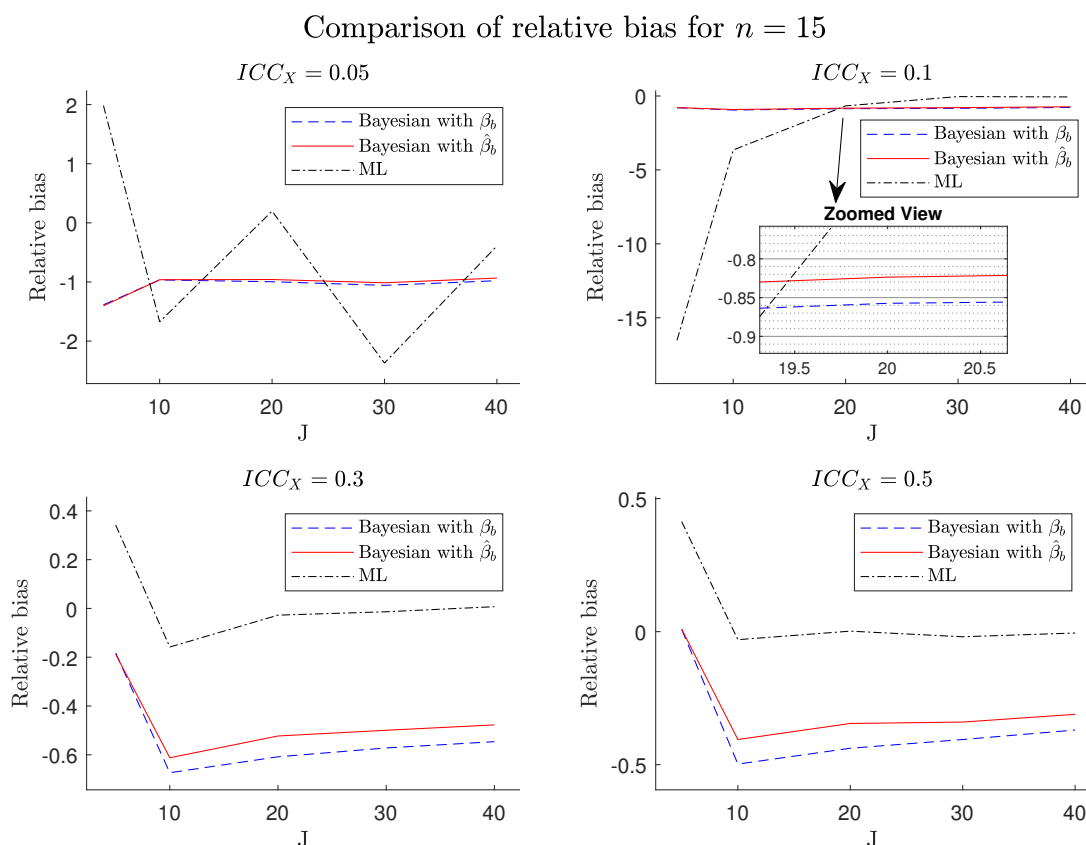 Comparison of relative bias for n = 15
ICC_X = 0.05
2
1
0
-1
-2
Relative bias
10
20
30
40
J
Bayesian with β_b
Bayesian with β̂_b
ML
ICC_X = 0.1
0
-5
-10
-15
Relative bias
10
20
30
40
J
Bayesian with β_b
Bayesian with β̂_b
ML
Zoomed View
-0.8
-0.85
-0.9
19.5
20
20.5
ICC_X = 0.3
0.4
0.2
0
-0.2
-0.4
-0.6
Relative bias
10
20
30
40
J
Bayesian with β_b
Bayesian with β̂_b
ML
ICC_X = 0.5
0.5
0
-0.5
Relative bias
10
20
30
40
J
Bayesian with β_b
Bayesian with β̂_b
ML